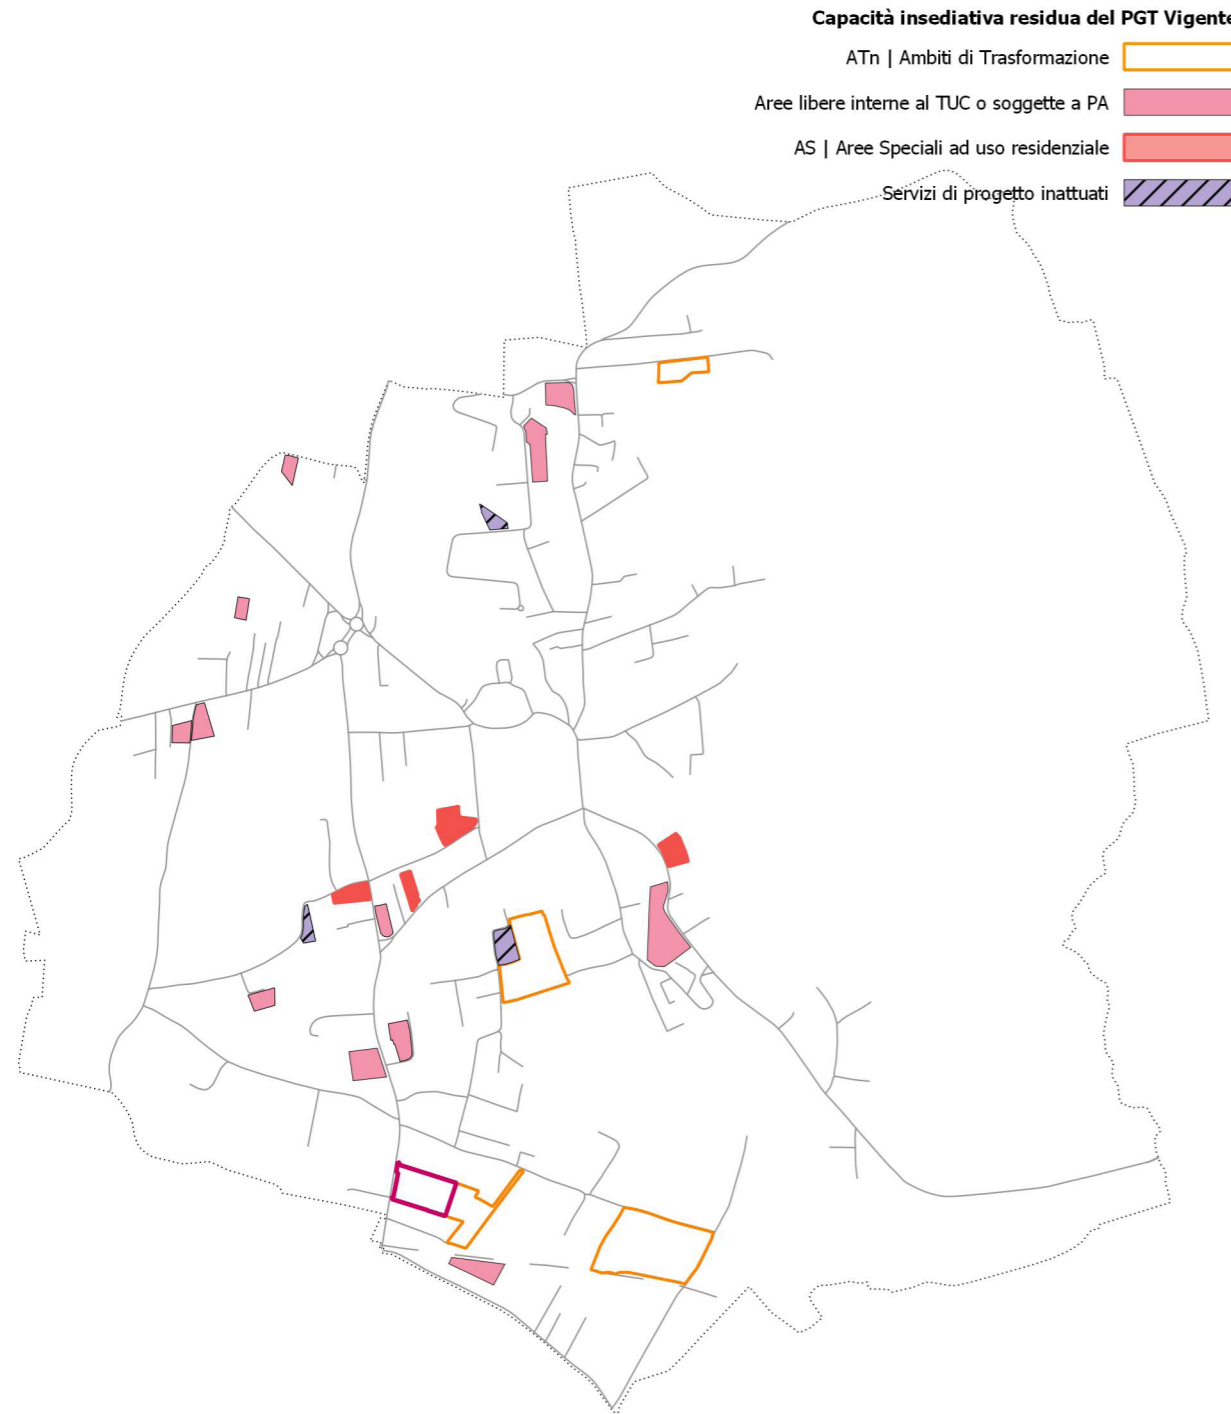 Capacità insediativa residua del PGT Vigente
ATn | Ambiti di Trasformazione
Aree libere interne al TUC o soggette a PA
AS | Aree Speciali ad uso residenziale
Servizi di progetto inattuati